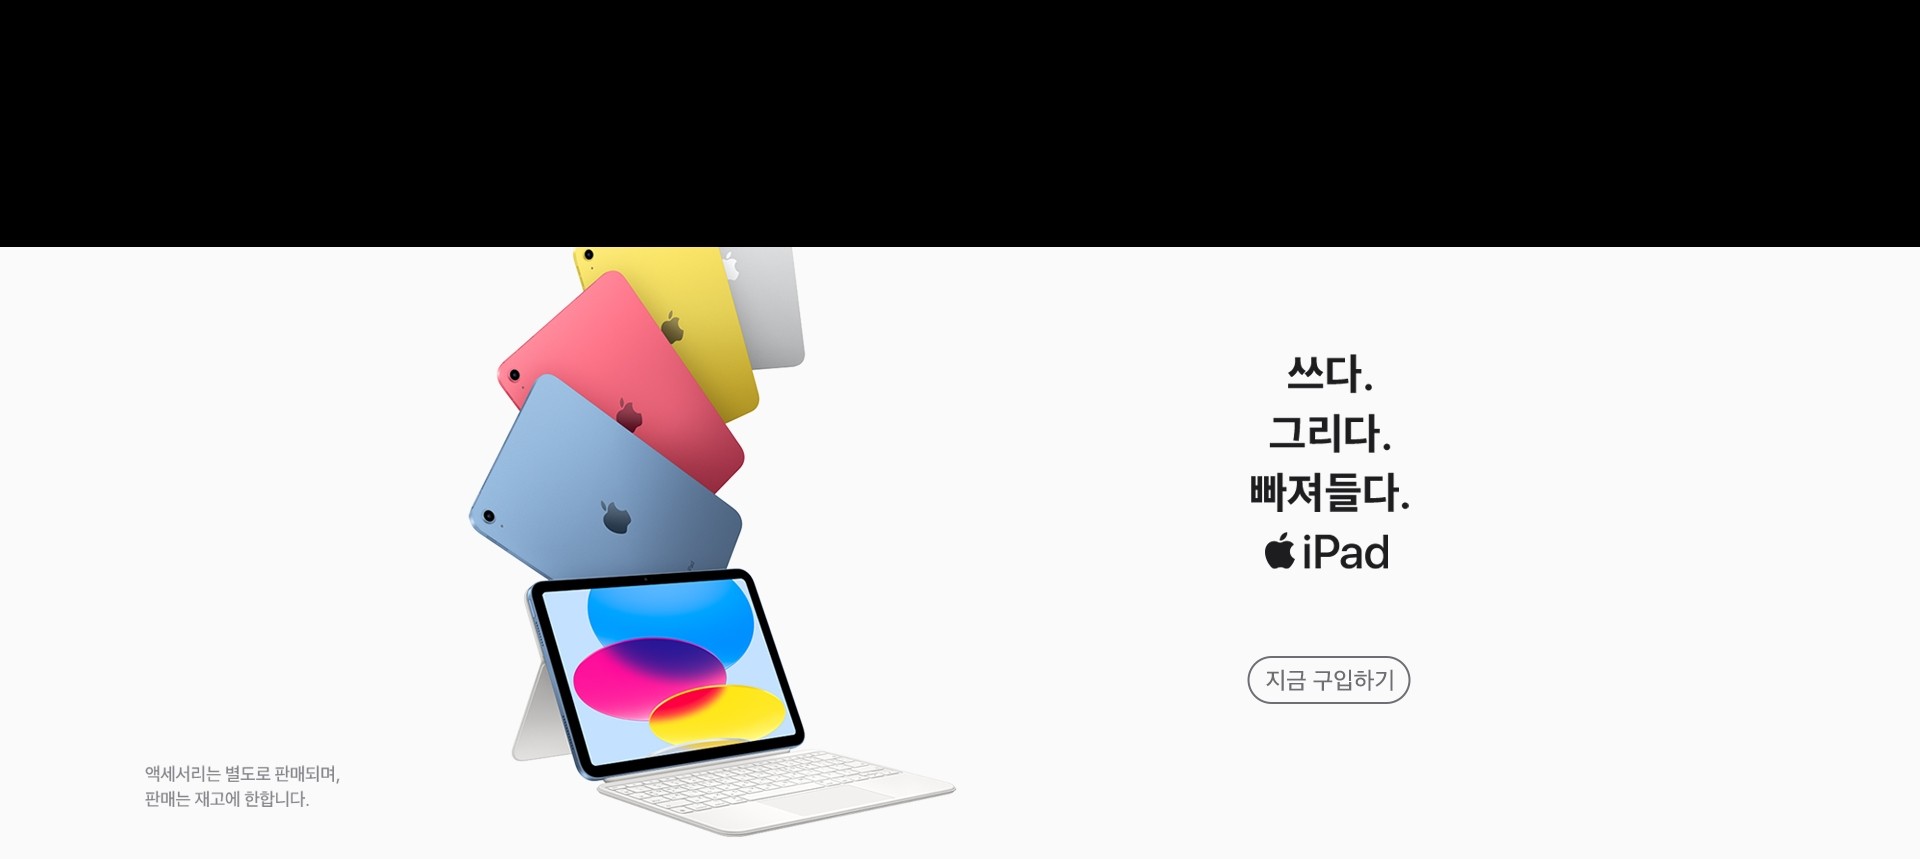 쓰다.
그리다.
빠져들다.
iPad
지금 구입하기
액세서리는 별도로 판매되며,
판매는 재고에 한합니다.